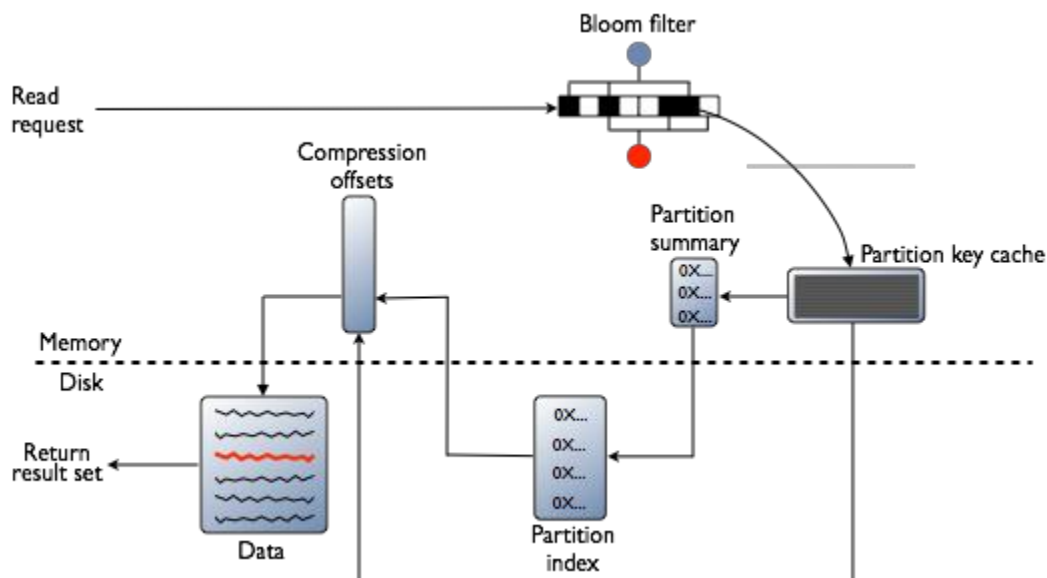 Bloom filter
Read
request
Compression
offsets
Partition
summary
Partition key cache
0X...
0X...
0X...
Memory
Disk
0X...
0X...
0X...
0X...
Return
result set
Data
Partition
index